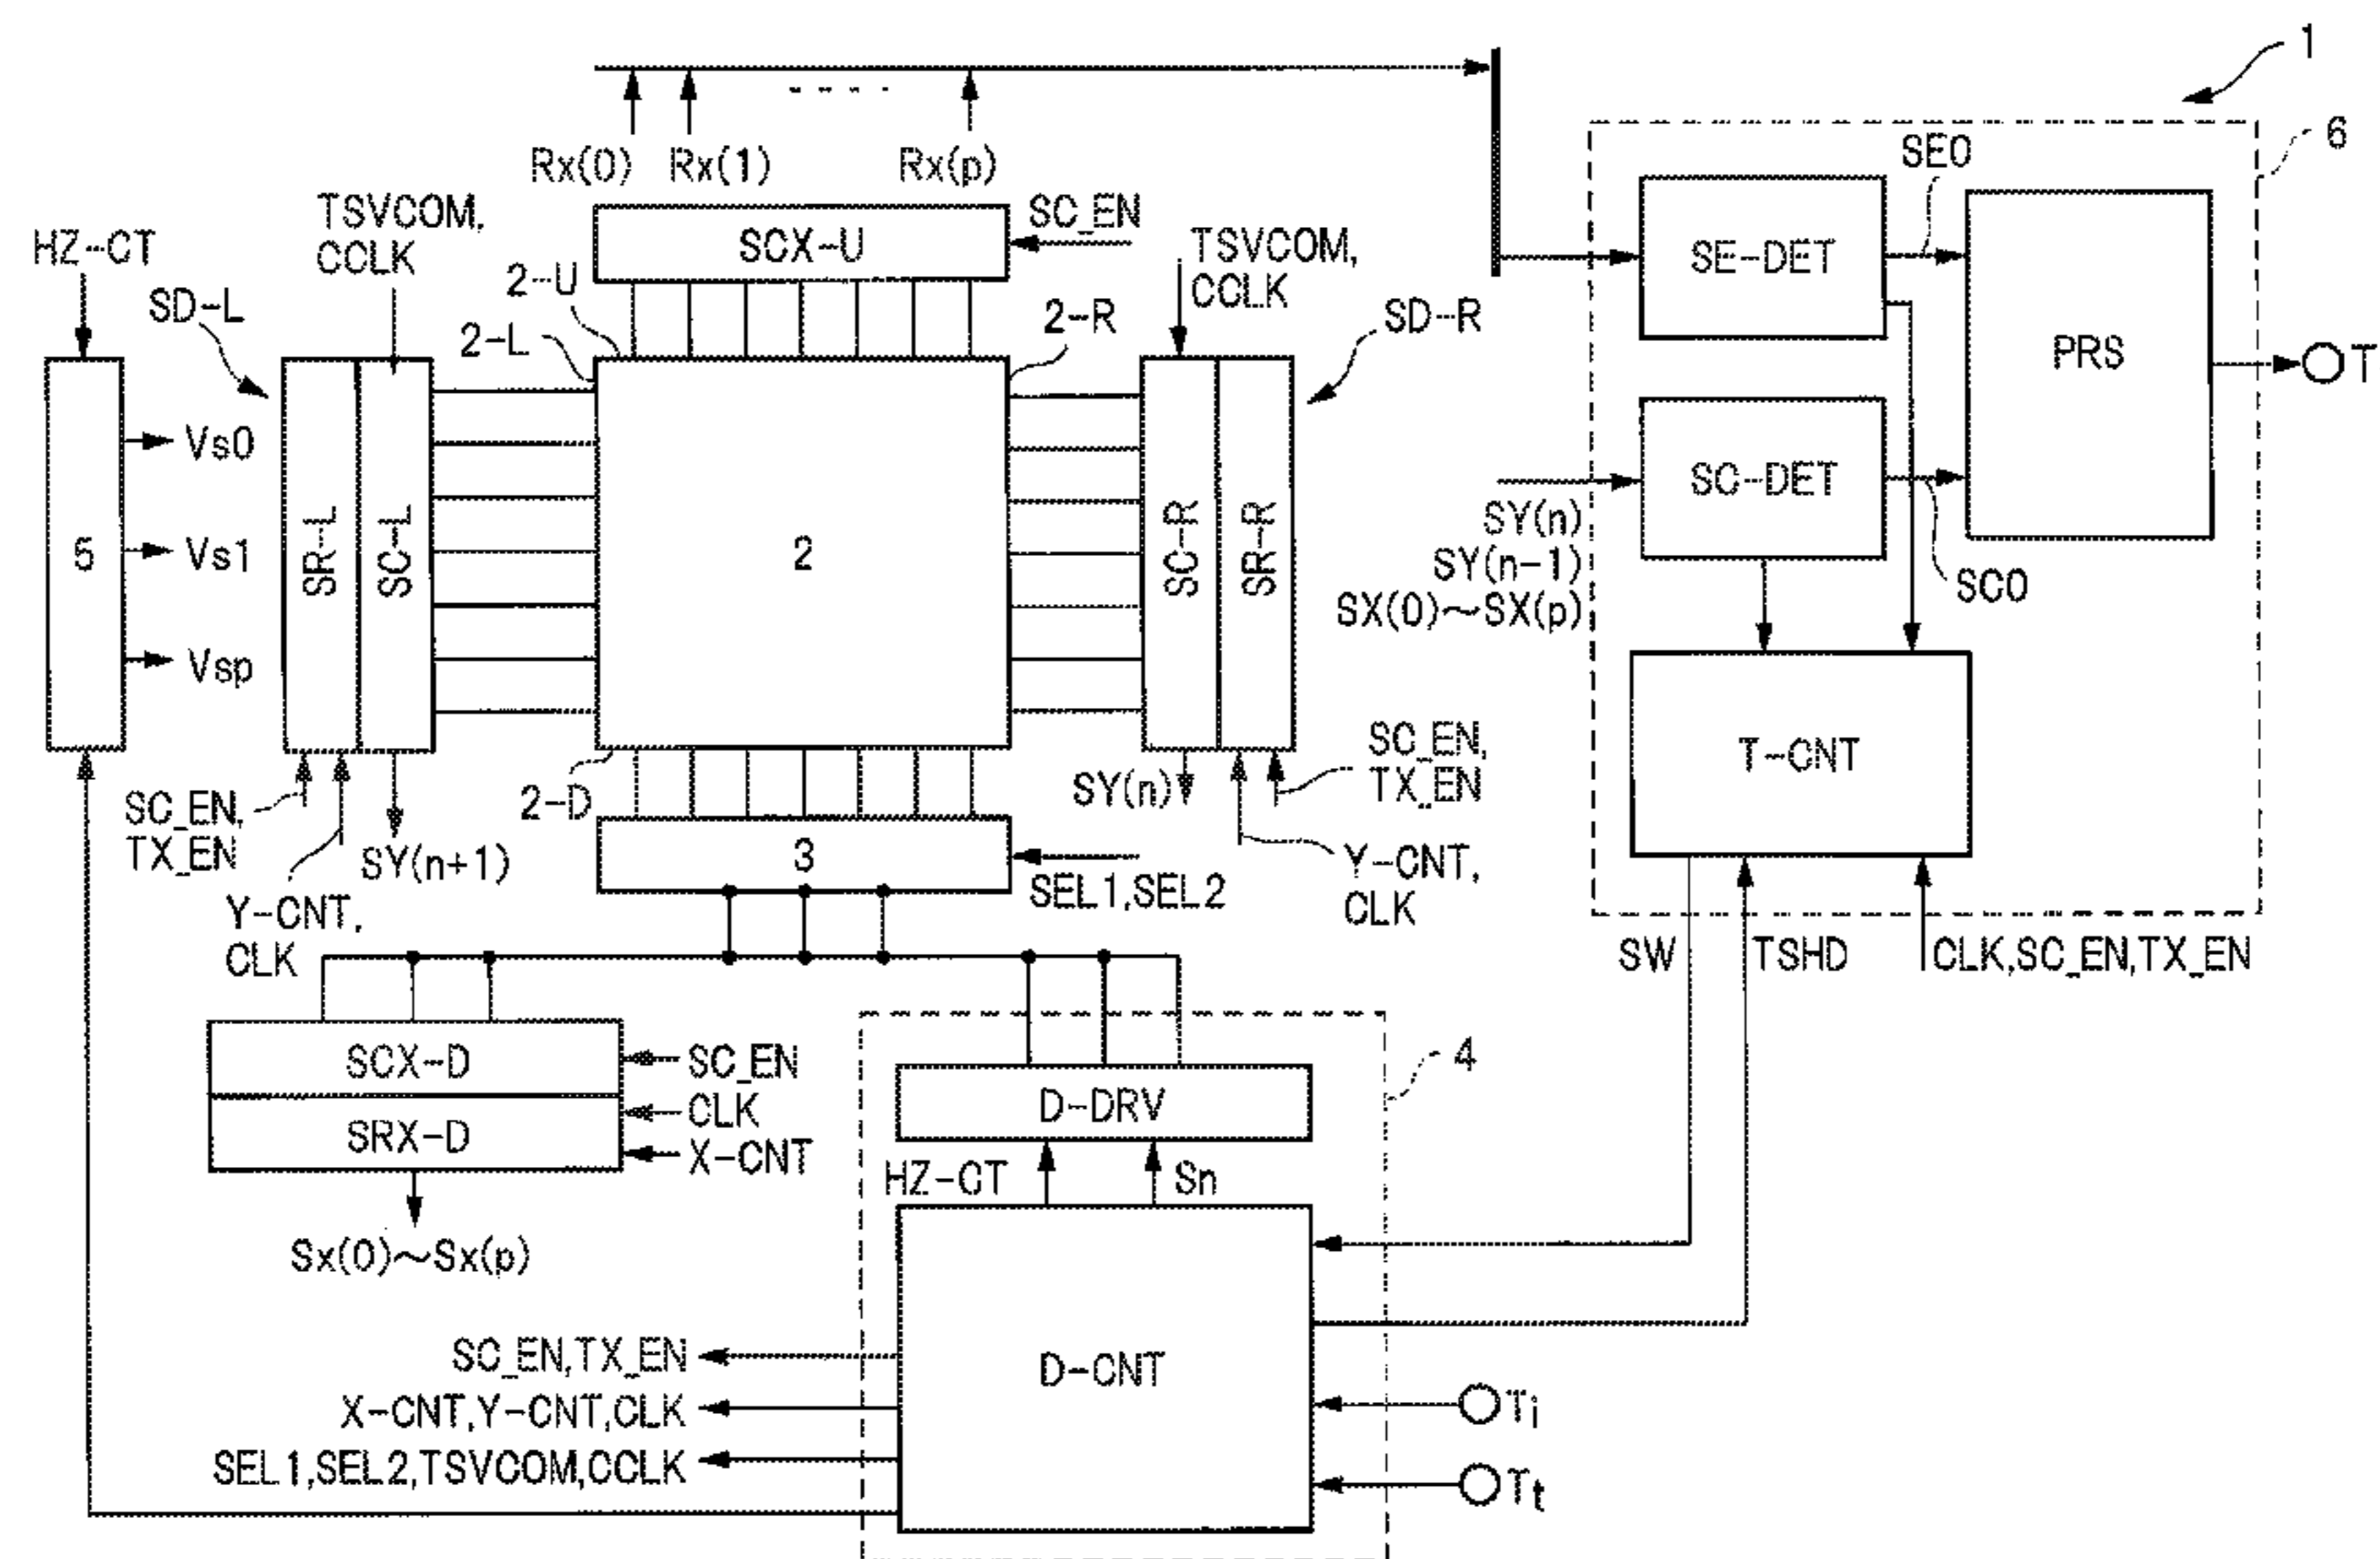 1
6
Rx(0)
Rx(1)
Rx(p)
TSVCOM,
CCLK
HZ-CT
SD-L
2-U
2-L
SCX-U
SC_EN
TSVCOM,
CCLK
2-R
SD-R
SE-DET
SE0
PRS
T
5
Vs0
Vs1
Vsp
SR-L
SC-L
2
SC-R
SR-R
SC-DET
SY(n)
SY(n-1)
SX(0)~SX(p)
SC0
T-CNT
SC_EN,
TX_EN
Y-CNT,
CLK
SY(n+1)
2-D
3
SEL1,SEL2
SY(n)
SC_EN,
TX_EN
Y-CNT,
CLK
SW
TSHD
CLK,SC_EN,TX_EN
SCX-D
SRX-D
SC_EN
CLK
X-CNT
Sx(0)~Sx(p)
4
D-DRV
HZ-CT
Sn
D-CNT
SC_EN,TX_EN
X-CNT,Y-CNT,CLK
SEL1,SEL2,TSVCOM,CCLK
Ti
Tt